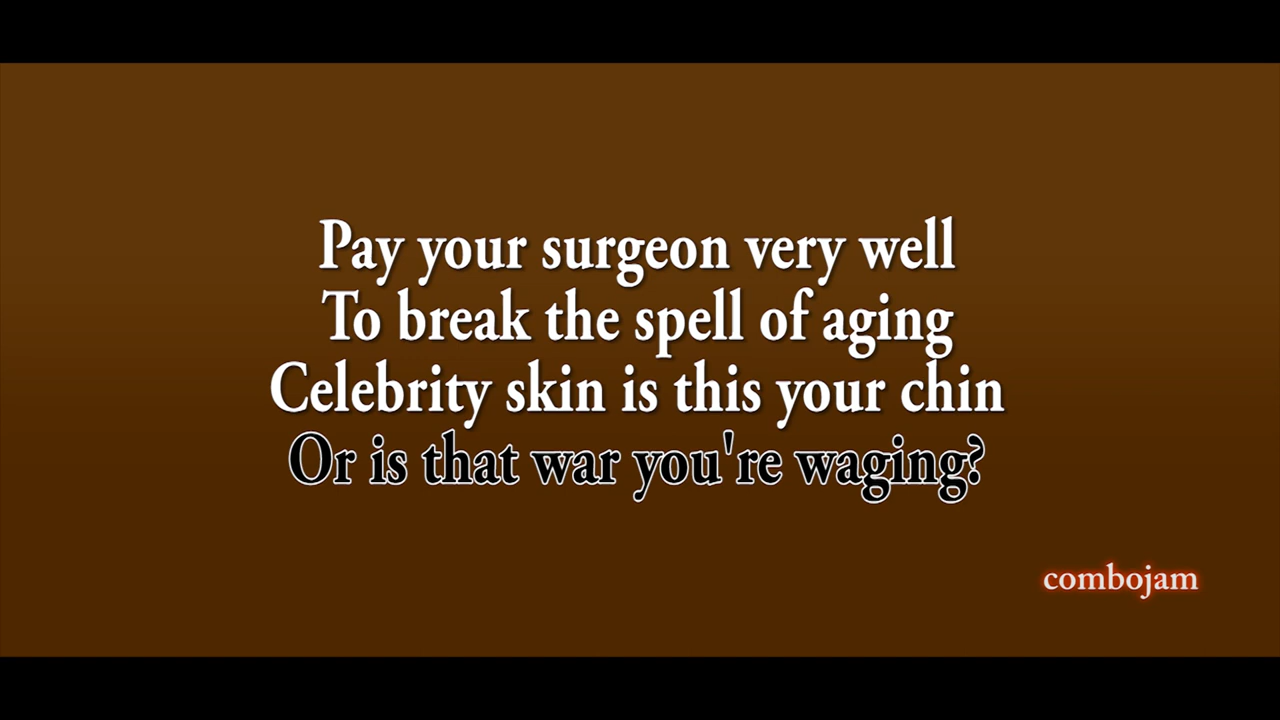 Pay your surgeon very well
To break the spell of aging
Celebrity skin is this your chin
Or is that war you're waging?
combojam